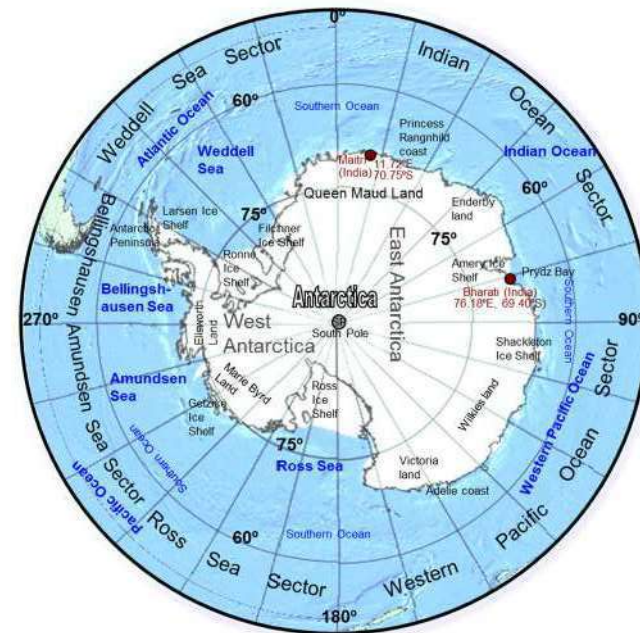 0°
Weddell Sea Sector
Indian Ocean Sector
Atlantic Ocean
60°
Southern Ocean
Princess
Rangnhild
coast
Weddell
Sea
Maitri
(India)
11.72°E
70.75°S
Indian Ocean
60°
Queen Maud Land
Enderby
land
Larsen Ice
Shelf
75°
Filchner
Ice Shelf
75°
Antarctic
Peninsula
Ronne
Ice
Shelf
East Antarctica
Amery Ice
Shelf
Prydz Bay
Bharati (India)
76.18°E, 69.40°S)
Southern Ocean
Bellingshausen Amundsen Sea Sector
Bellingsh-
ausen Sea
Antarctica
270°
Ellsworth
Land
West
Antarctica
South Pole
90°
Shackleton
Ice Shelf
Amundsen
Sea
Marie Byrd
Land
Ross
Ice
Shelf
Getzice
Ice
Shelf
Wilkies land
Western Pacific Ocean
Southern Ocean
75°
Ross Sea
Victoria
land
Adelie coast
Pacific Ocean
60°
Southern Ocean
Ross Sea Sector
Western Pacific Ocean Sector
180°